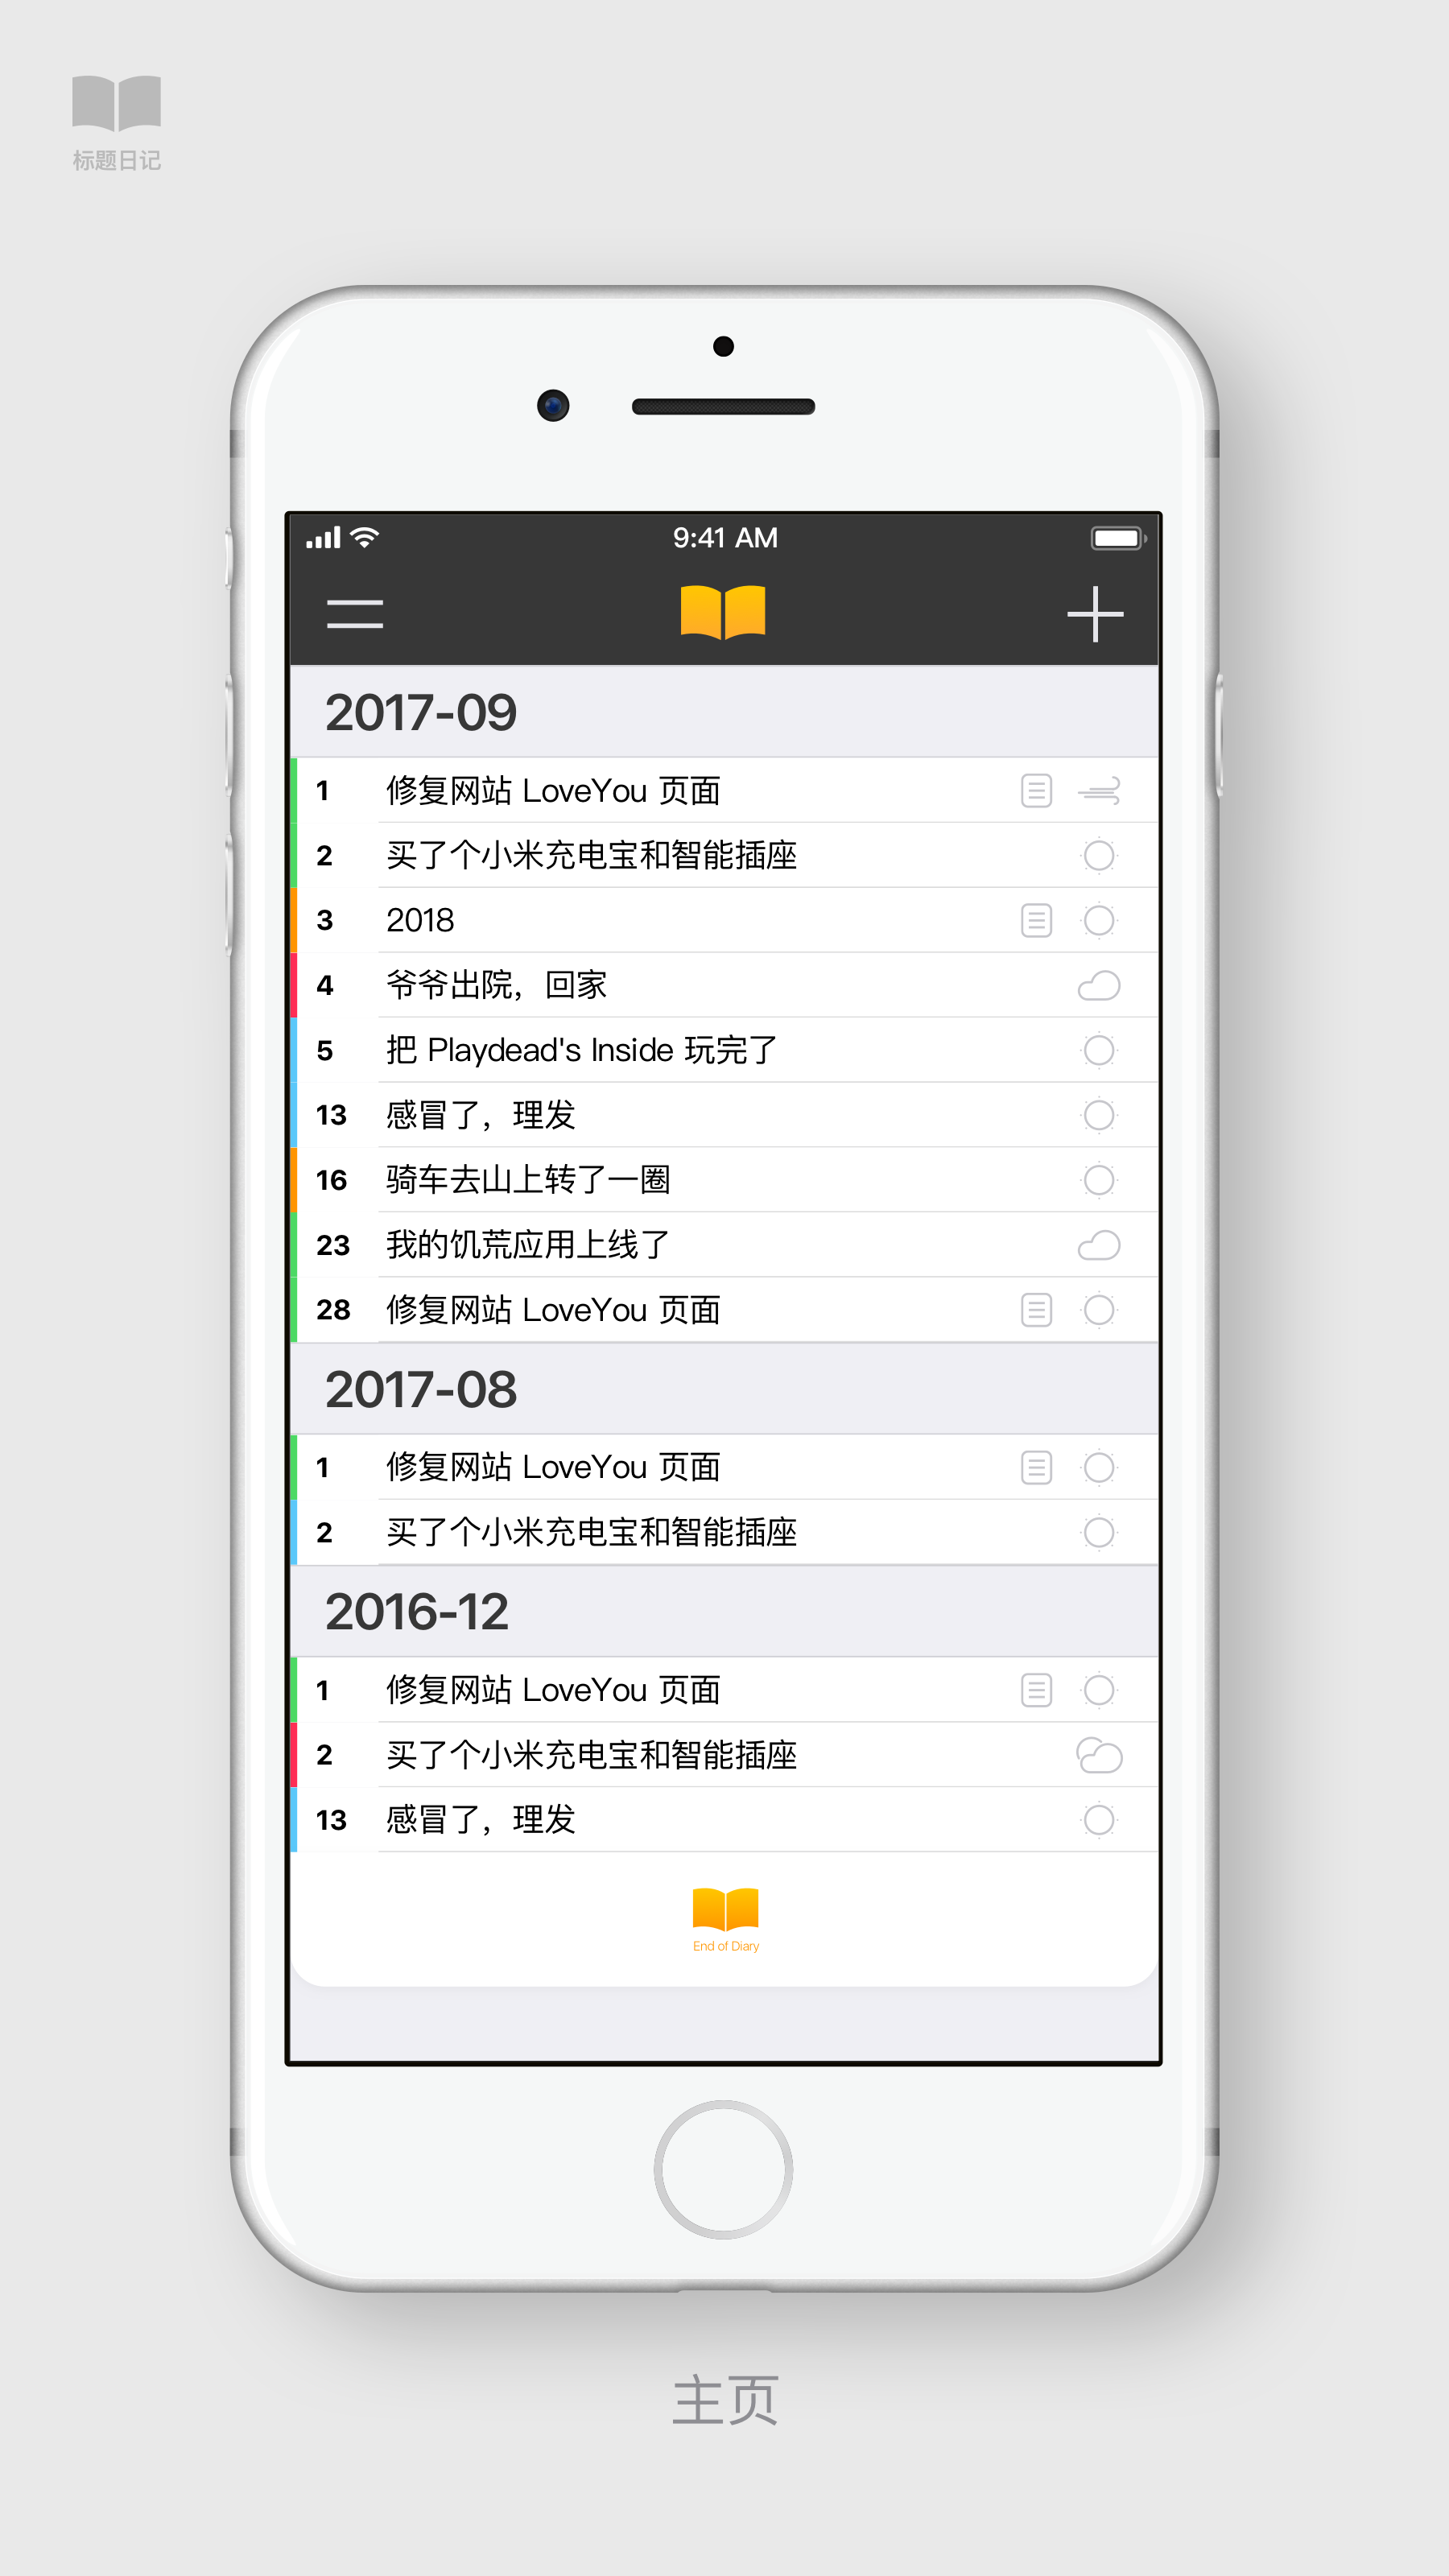 标题日记
9:41 AM
2017-09
1 修复网站 LoveYou 页面
2 买了个小米充电宝和智能插座
3 2018
4 爷爷出院，回家
5 把 Playdead's Inside 玩完了
13 感冒了，理发
16 骑车去山上转了一圈
23 我的饥荒应用上线了
28 修复网站 LoveYou 页面
2017-08
1 修复网站 LoveYou 页面
2 买了个小米充电宝和智能插座
2016-12
1 修复网站 LoveYou 页面
2 买了个小米充电宝和智能插座
13 感冒了，理发
End of Diary
主页